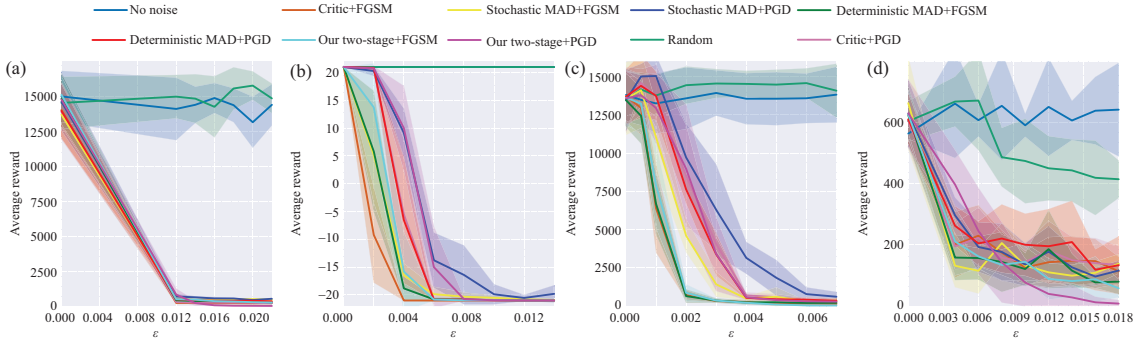 No noise Critic+FGSM Stochastic MAD+FGSM Stochastic MAD+PGD Deterministic MAD+FGSM
Deterministic MAD+PGD Our two-stage+FGSM Our two-stage+PGD Random Critic+PGD
(a) (b) (c) (d)
15000
12500
10000
7500
5000
2500
0
Average reward
0.000 0.004 0.008 0.012 0.016 0.020
ε
21
16
11
5
−0
−5
−10
−15
−20
Average reward
0.000 0.004 0.008 0.012
ε
15000
12500
10000
7500
5000
2500
0
Average reward
0.000 0.002 0.004 0.006
ε
600
400
200
0
Average reward
0.000 0.003 0.006 0.009 0.012 0.015 0.018
ε